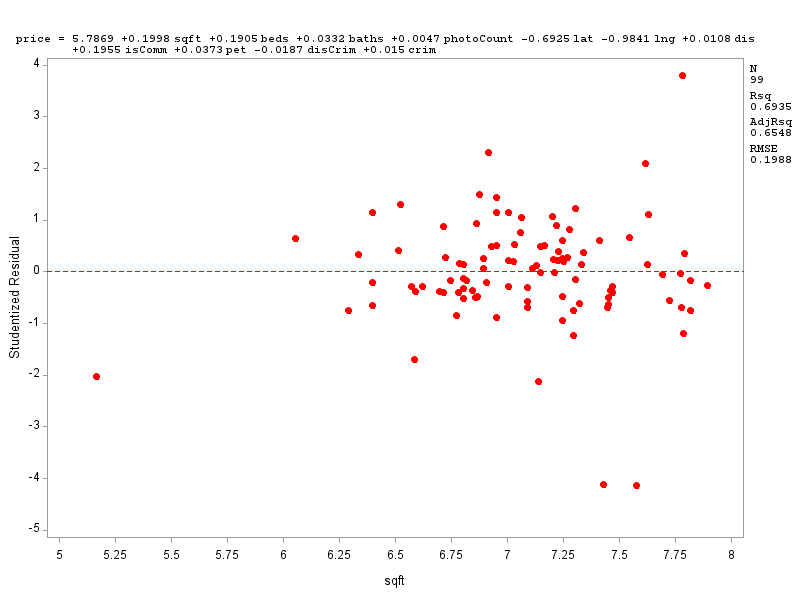 price = 5.7869 +0.1998 sqft +0.1905 beds +0.0332 baths +0.0047 photoCount -0.6925 lat -0.9841 lng +0.0108 dis
+0.1955 isComm +0.0373 pet -0.0187 disCrim +0.015 crim
N
99
Rsq
0.6935
AdjRsq
0.6548
RMSE
0.1988
Studentized Residual
4
3
2
1
0
-1
-2
-3
-4
-5
5 5.25 5.5 5.75 6 6.25 6.5 6.75 7 7.25 7.5 7.75 8
sqft